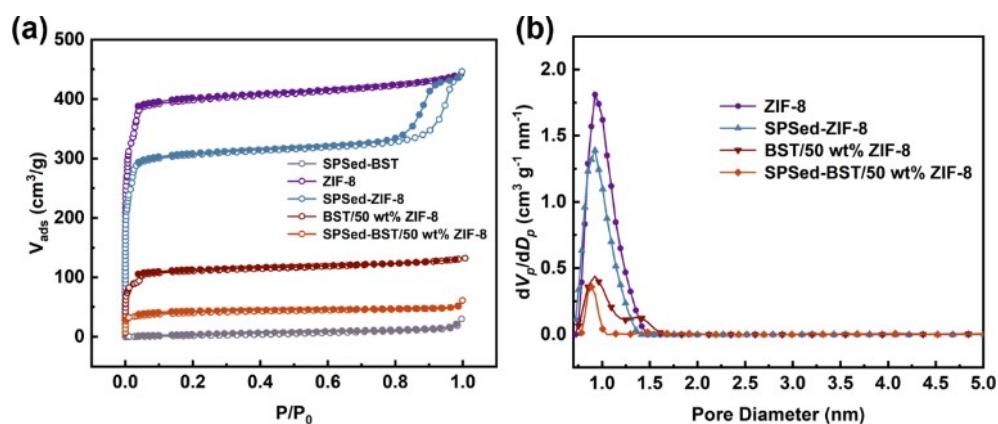 (a)
500
400
300
200
100
0
V_ads (cm³/g)
SPSed-BST
ZIF-8
SPSed-ZIF-8
BST/50 wt% ZIF-8
SPSed-BST/50 wt% ZIF-8
0.0 0.2 0.4 0.6 0.8 1.0
P/P₀
(b)
2.0
1.5
1.0
0.5
0.0
dV_p/dD_p (cm³ g⁻¹ nm⁻¹)
ZIF-8
SPSed-ZIF-8
BST/50 wt% ZIF-8
SPSed-BST/50 wt% ZIF-8
1.0 1.5 2.0 2.5 3.0 3.5 4.0 4.5 5.0
Pore Diameter (nm)